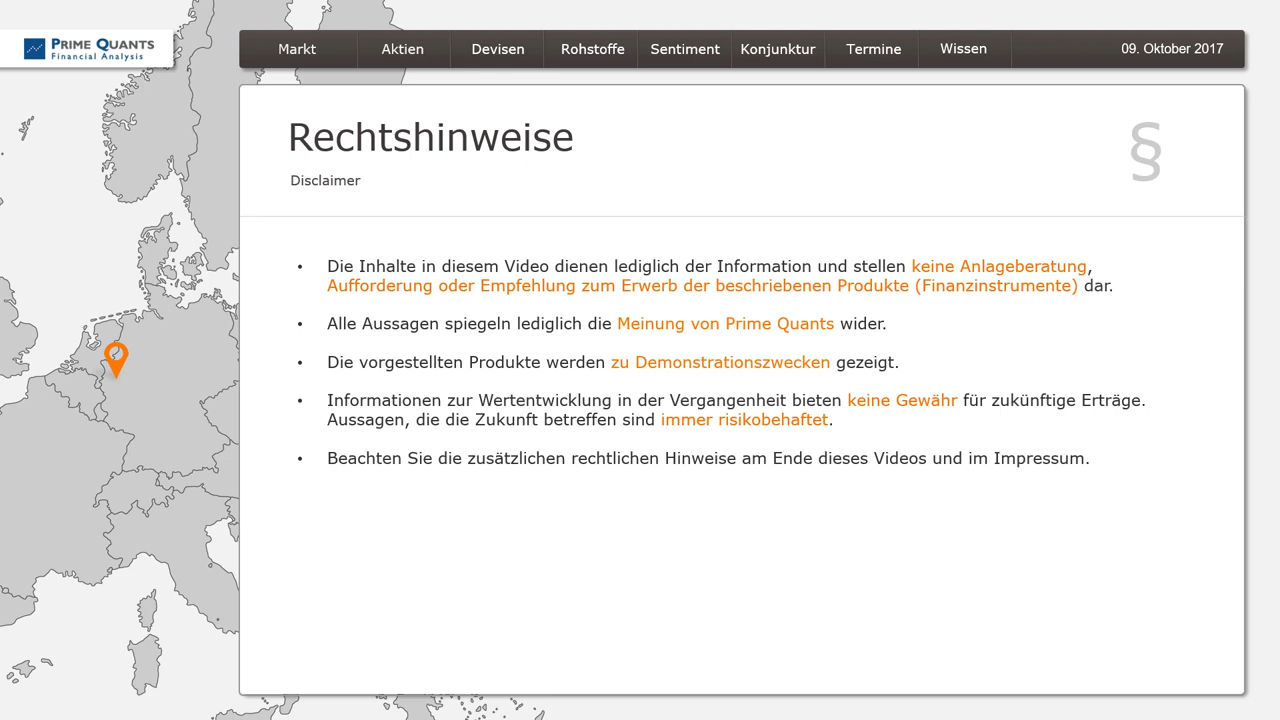 PRIME QUANTS
Financial Analysis
Markt Aktien Devisen Rohstoffe Sentiment Konjunktur Termine Wissen 09. Oktober 2017
Rechtshinweise
§
Disclaimer
• Die Inhalte in diesem Video dienen lediglich der Information und stellen keine Anlageberatung,
Aufforderung oder Empfehlung zum Erwerb der beschriebenen Produkte (Finanzinstrumente) dar.
• Alle Aussagen spiegeln lediglich die Meinung von Prime Quants wider.
• Die vorgestellten Produkte werden zu Demonstrationszwecken gezeigt.
• Informationen zur Wertentwicklung in der Vergangenheit bieten keine Gewähr für zukünftige Erträge.
Aussagen, die die Zukunft betreffen sind immer risikobehaftet.
• Beachten Sie die zusätzlichen rechtlichen Hinweise am Ende dieses Videos und im Impressum.